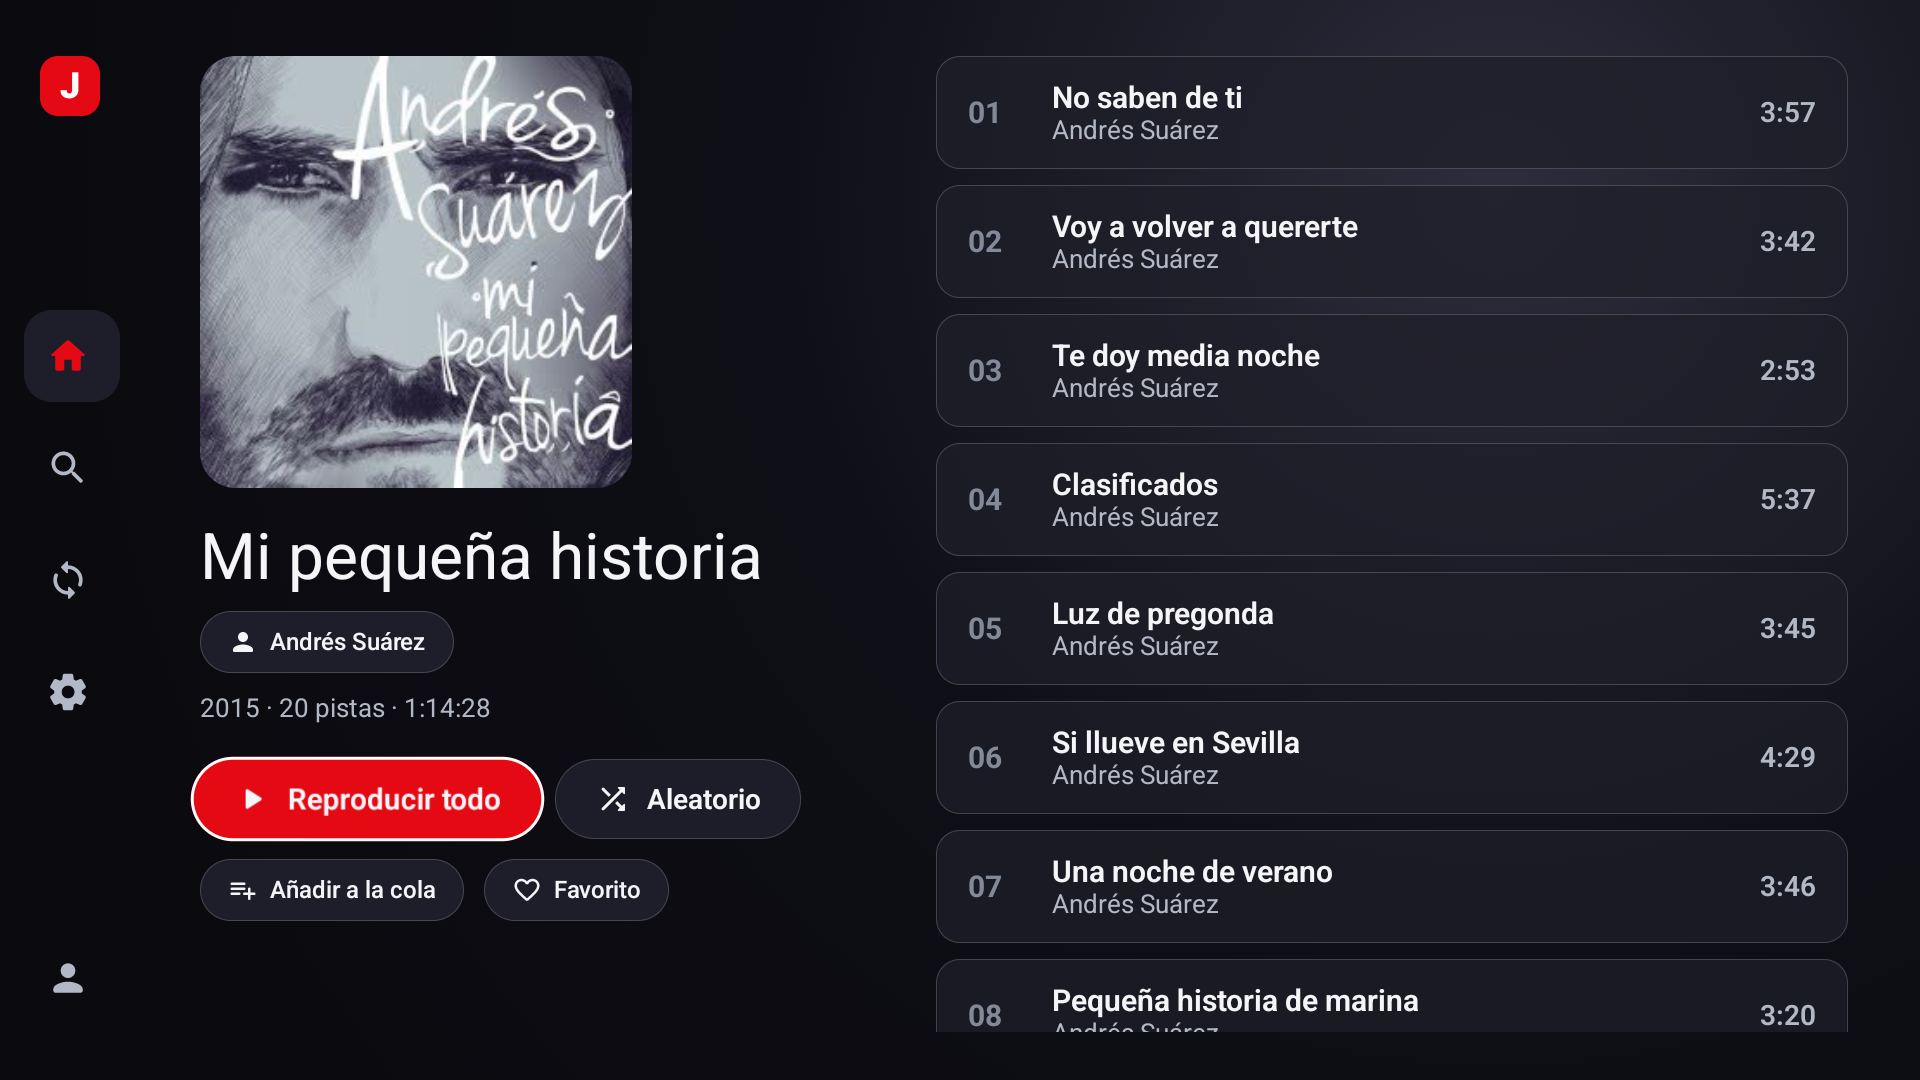 J
Andrés
Suárez
mi
pequeña
historia
Mi pequeña historia
Andrés Suárez
2015 · 20 pistas · 1:14:28
Reproducir todo
Aleatorio
Añadir a la cola
Favorito
01
No saben de ti
Andrés Suárez
3:57
02
Voy a volver a quererte
Andrés Suárez
3:42
03
Te doy media noche
Andrés Suárez
2:53
04
Clasificados
Andrés Suárez
5:37
05
Luz de pregonda
Andrés Suárez
3:45
06
Si llueve en Sevilla
Andrés Suárez
4:29
07
Una noche de verano
Andrés Suárez
3:46
08
Pequeña historia de marina
Andrés Suárez
3:20